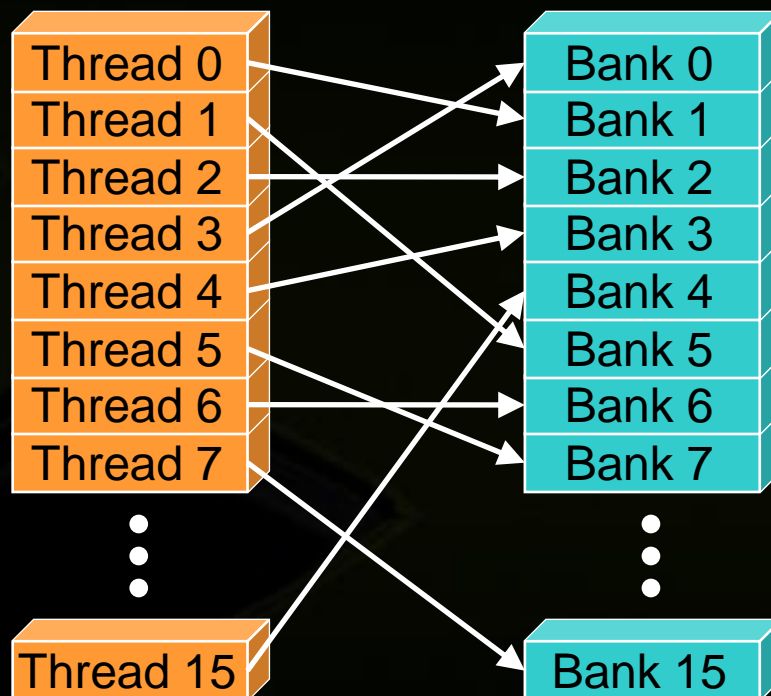 Thread 0
Thread 1
Thread 2
Thread 3
Thread 4
Thread 5
Thread 6
Thread 7
Thread 15
Bank 0
Bank 1
Bank 2
Bank 3
Bank 4
Bank 5
Bank 6
Bank 7
Bank 15